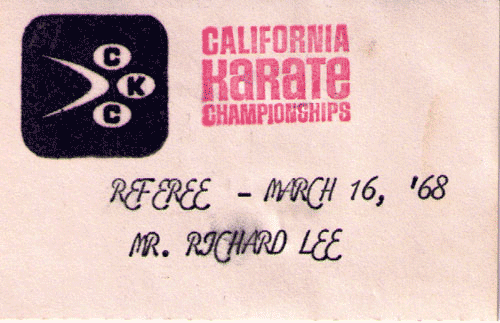 C
K
C
CALIFORNIA
KARATE
CHAMPIONSHIPS
REFEREE - MARCH 16, '68
MR. RICHARD LEE